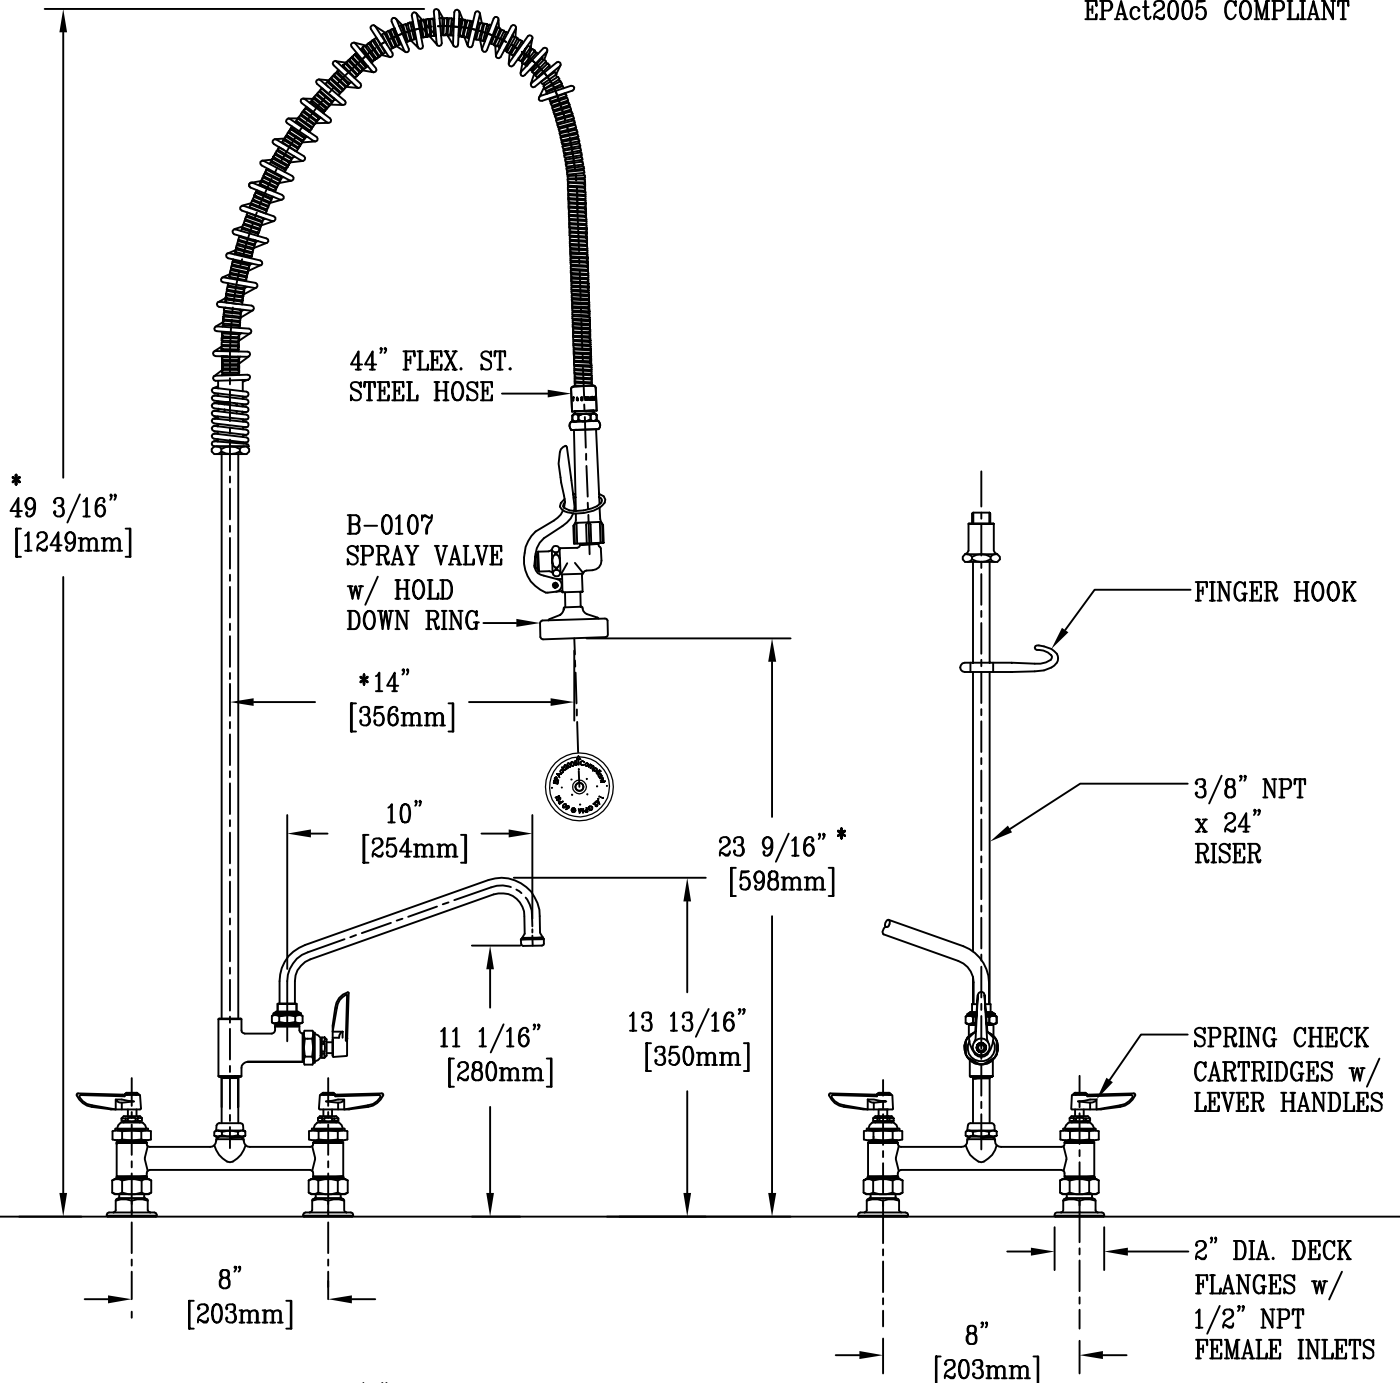 EPAct2005 COMPLIANT
44" FLEX. ST.
STEEL HOSE
*
49 3/16"
[1249mm]
B-0107
SPRAY VALVE
w/ HOLD
DOWN RING
FINGER HOOK
*14"
[356mm]
3/8" NPT
x 24"
RISER
10"
[254mm]
23 9/16" *
[598mm]
11 1/16"
[280mm]
13 13/16"
[350mm]
SPRING CHECK
CARTRIDGES w/
LEVER HANDLES
2" DIA. DECK
FLANGES w/
1/2" NPT
FEMALE INLETS
8"
[203mm]
8"
[203mm]